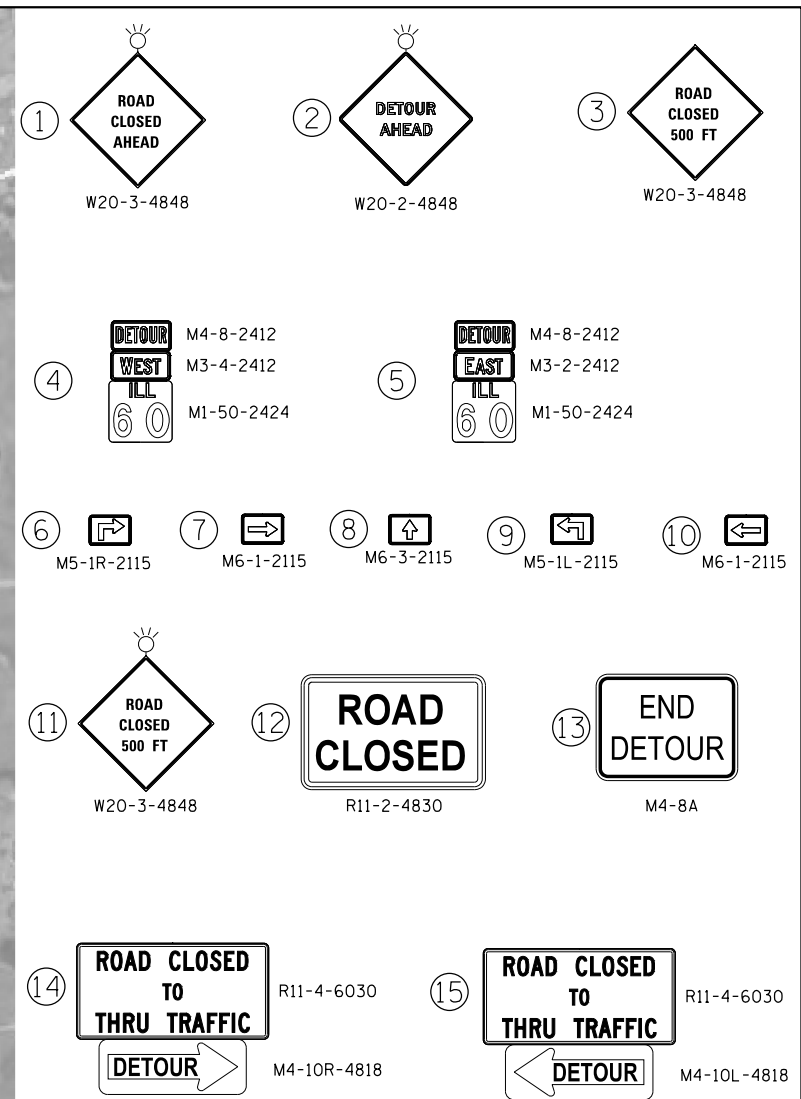 1
ROAD
CLOSED
AHEAD
W20-3-4848
2
DETOUR
AHEAD
W20-2-4848
3
ROAD
CLOSED
500 FT
W20-3-4848
4
DETOUR M4-8-2412
WEST M3-4-2412
ILL
60 M1-50-2424
5
DETOUR M4-8-2412
EAST M3-2-2412
ILL
60 M1-50-2424
6
M5-1R-2115
7
M6-1-2115
8
M6-3-2115
9
M5-1L-2115
10
M6-1-2115
11
ROAD
CLOSED
500 FT
W20-3-4848
12
ROAD
CLOSED
R11-2-4830
13
END
DETOUR
M4-8A
14
ROAD CLOSED
TO
THRU TRAFFIC
R11-4-6030
DETOUR
M4-10R-4818
15
ROAD CLOSED
TO
THRU TRAFFIC
R11-4-6030
DETOUR
M4-10L-4818